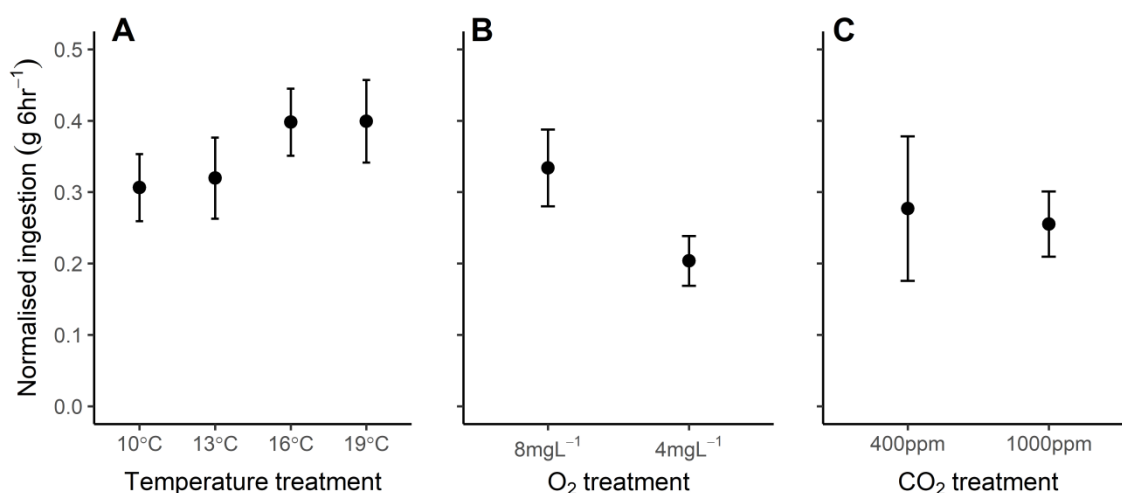 A
B
C
Normalised ingestion (g 6hr⁻¹)
0.5
0.4
0.3
0.2
0.1
0.0
10°C 13°C 16°C 19°C
8mgL⁻¹ 4mgL⁻¹
400ppm 1000ppm
Temperature treatment
O₂ treatment
CO₂ treatment